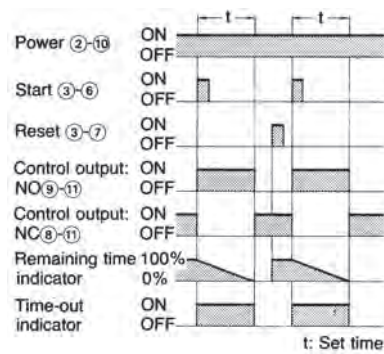 t t
Power ②-⑩ ON
OFF
Start ③-⑥ ON
OFF
Reset ③-⑦ ON
OFF
Control output: ON
NO⑨-⑪ OFF
Control output: ON
NC⑧-⑪ OFF
Remaining time 100%
indicator 0%
Time-out ON
indicator OFF
t: Set time